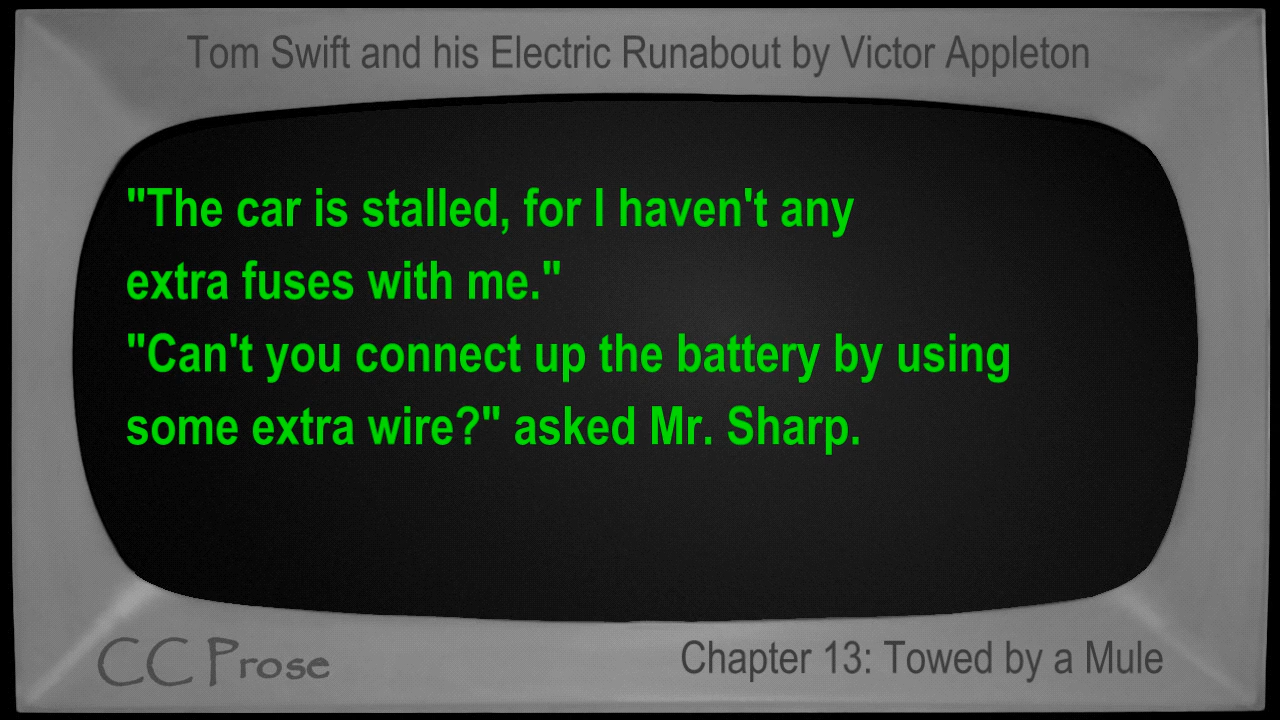 Tom Swift and his Electric Runabout by Victor Appleton
"The car is stalled, for I haven't any
extra fuses with me."
"Can't you connect up the battery by using
some extra wire?" asked Mr. Sharp.
CC Prose
Chapter 13: Towed by a Mule